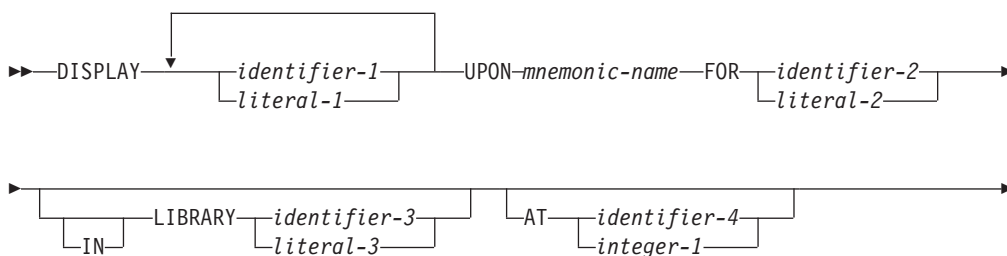 DISPLAY identifier-1 UPON mnemonic-name FOR identifier-2
literal-1 literal-2
LIBRARY identifier-3 AT identifier-4
IN literal-3 integer-1